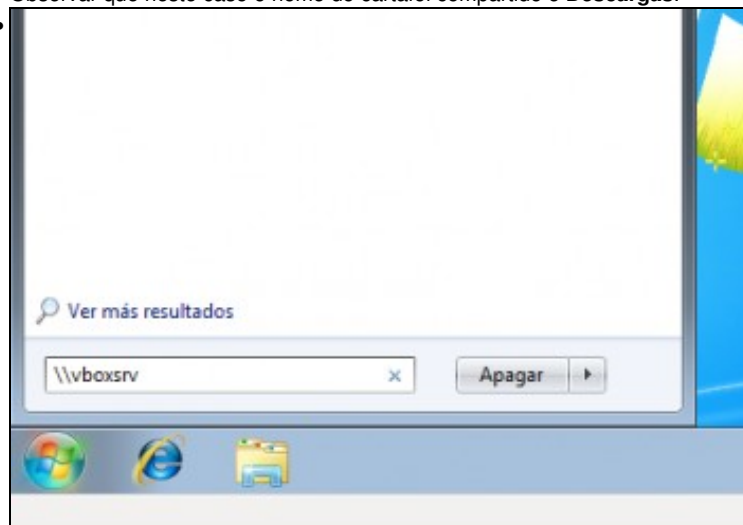 Observar que neste caso o nome do cartafol compartido é Descargas.
Ver más resultados
\\vboxsrv
Apagar